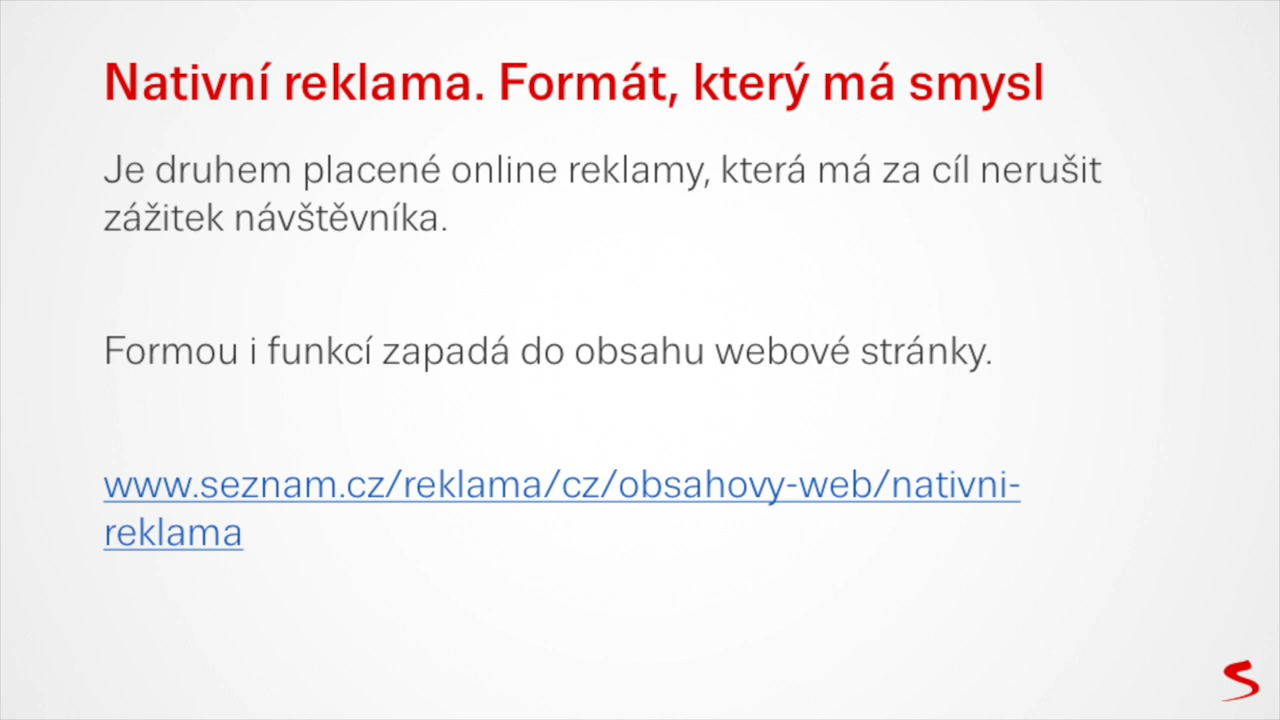 Nativní reklama. Formát, který má smysl
Je druhem placené online reklamy, která má za cíl nerušit
zážitek návštěvníka.
Formou i funkcí zapadá do obsahu webové stránky.
www.seznam.cz/reklama/cz/obsahovy-web/nativni-
reklama